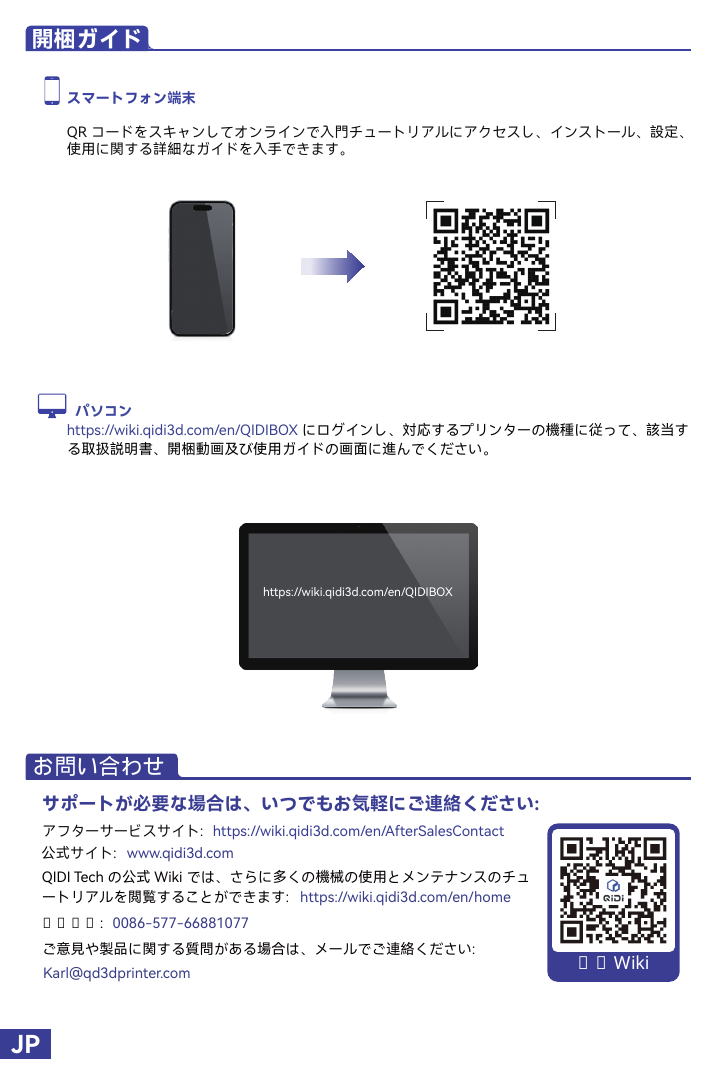 開梱ガイド
スマートフォン端末
QR コードをスキャンしてオンラインで入門チュートリアルにアクセスし、インストール、設定、
使用に関する詳細なガイドを入手できます。
パソコン
https://wiki.qidi3d.com/en/QIDIBOX にログインし、対応するプリンターの機種に従って、該当す
る取扱説明書、開梱動画及び使用ガイドの画面に進んでください。
https://wiki.qidi3d.com/en/QIDIBOX
お問い合わせ
サポートが必要な場合は、いつでもお気軽にご連絡ください:
アフターサービスサイト: https://wiki.qidi3d.com/en/AfterSalesContact
公式サイト: www.qidi3d.com
QIDI Tech の公式 Wiki では、さらに多くの機械の使用とメンテナンスのチュ
ートリアルを閲覧することができます: https://wiki.qidi3d.com/en/home
: 0086-577-66881077
ご意見や製品に関する質問がある場合は、メールでご連絡ください:
Karl@qd3dprinter.com
QIDI
Wiki
JP